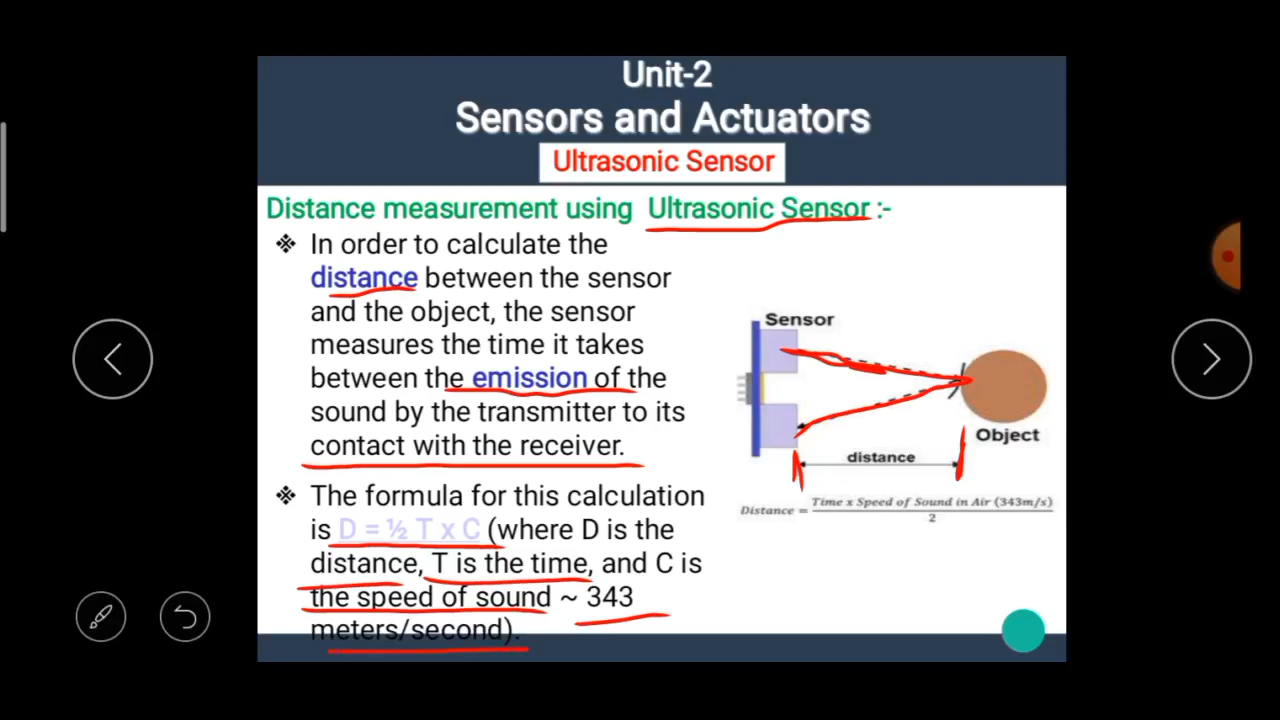 Unit-2
Sensors and Actuators
Ultrasonic Sensor
Distance measurement using Ultrasonic Sensor :-
❖ In order to calculate the
distance between the sensor
and the object, the sensor
measures the time it takes
between the emission of the
sound by the transmitter to its
contact with the receiver.
❖ The formula for this calculation
is D = ½ T x C (where D is the
distance, T is the time, and C is
the speed of sound ~ 343
meters/second).
Sensor
Object
distance
Distance = Time x Speed of Sound in Air (343m/s)
2